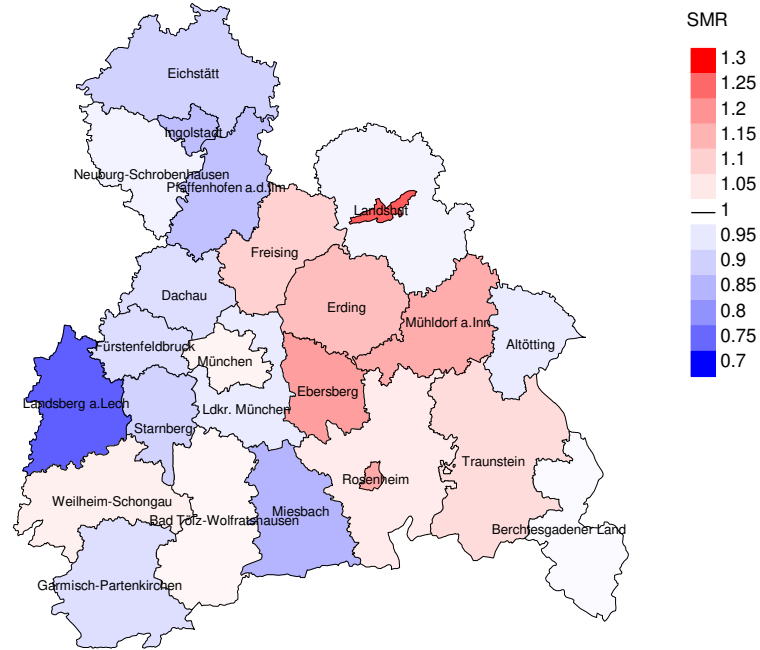 SMR
1.3
1.25
1.2
1.15
1.1
1.05
1
0.95
0.9
0.85
0.8
0.75
0.7
Eichstätt
Ingolstadt
Neuburg-Schrobenhausen
Pfaffenhofen a.d.Ilm
Landshut
Freising
Dachau
Erding
Mühldorf a.Inn
Fürstenfeldbruck
München
Altötting
Ebersberg
Landsberg a.Lech
Ldkr. München
Starnberg
Traunstein
Rosenheim
Weilheim-Schongau
Miesbach
Bad Tölz-Wolfratshausen
Berchtesgadener Land
Garmisch-Partenkirchen